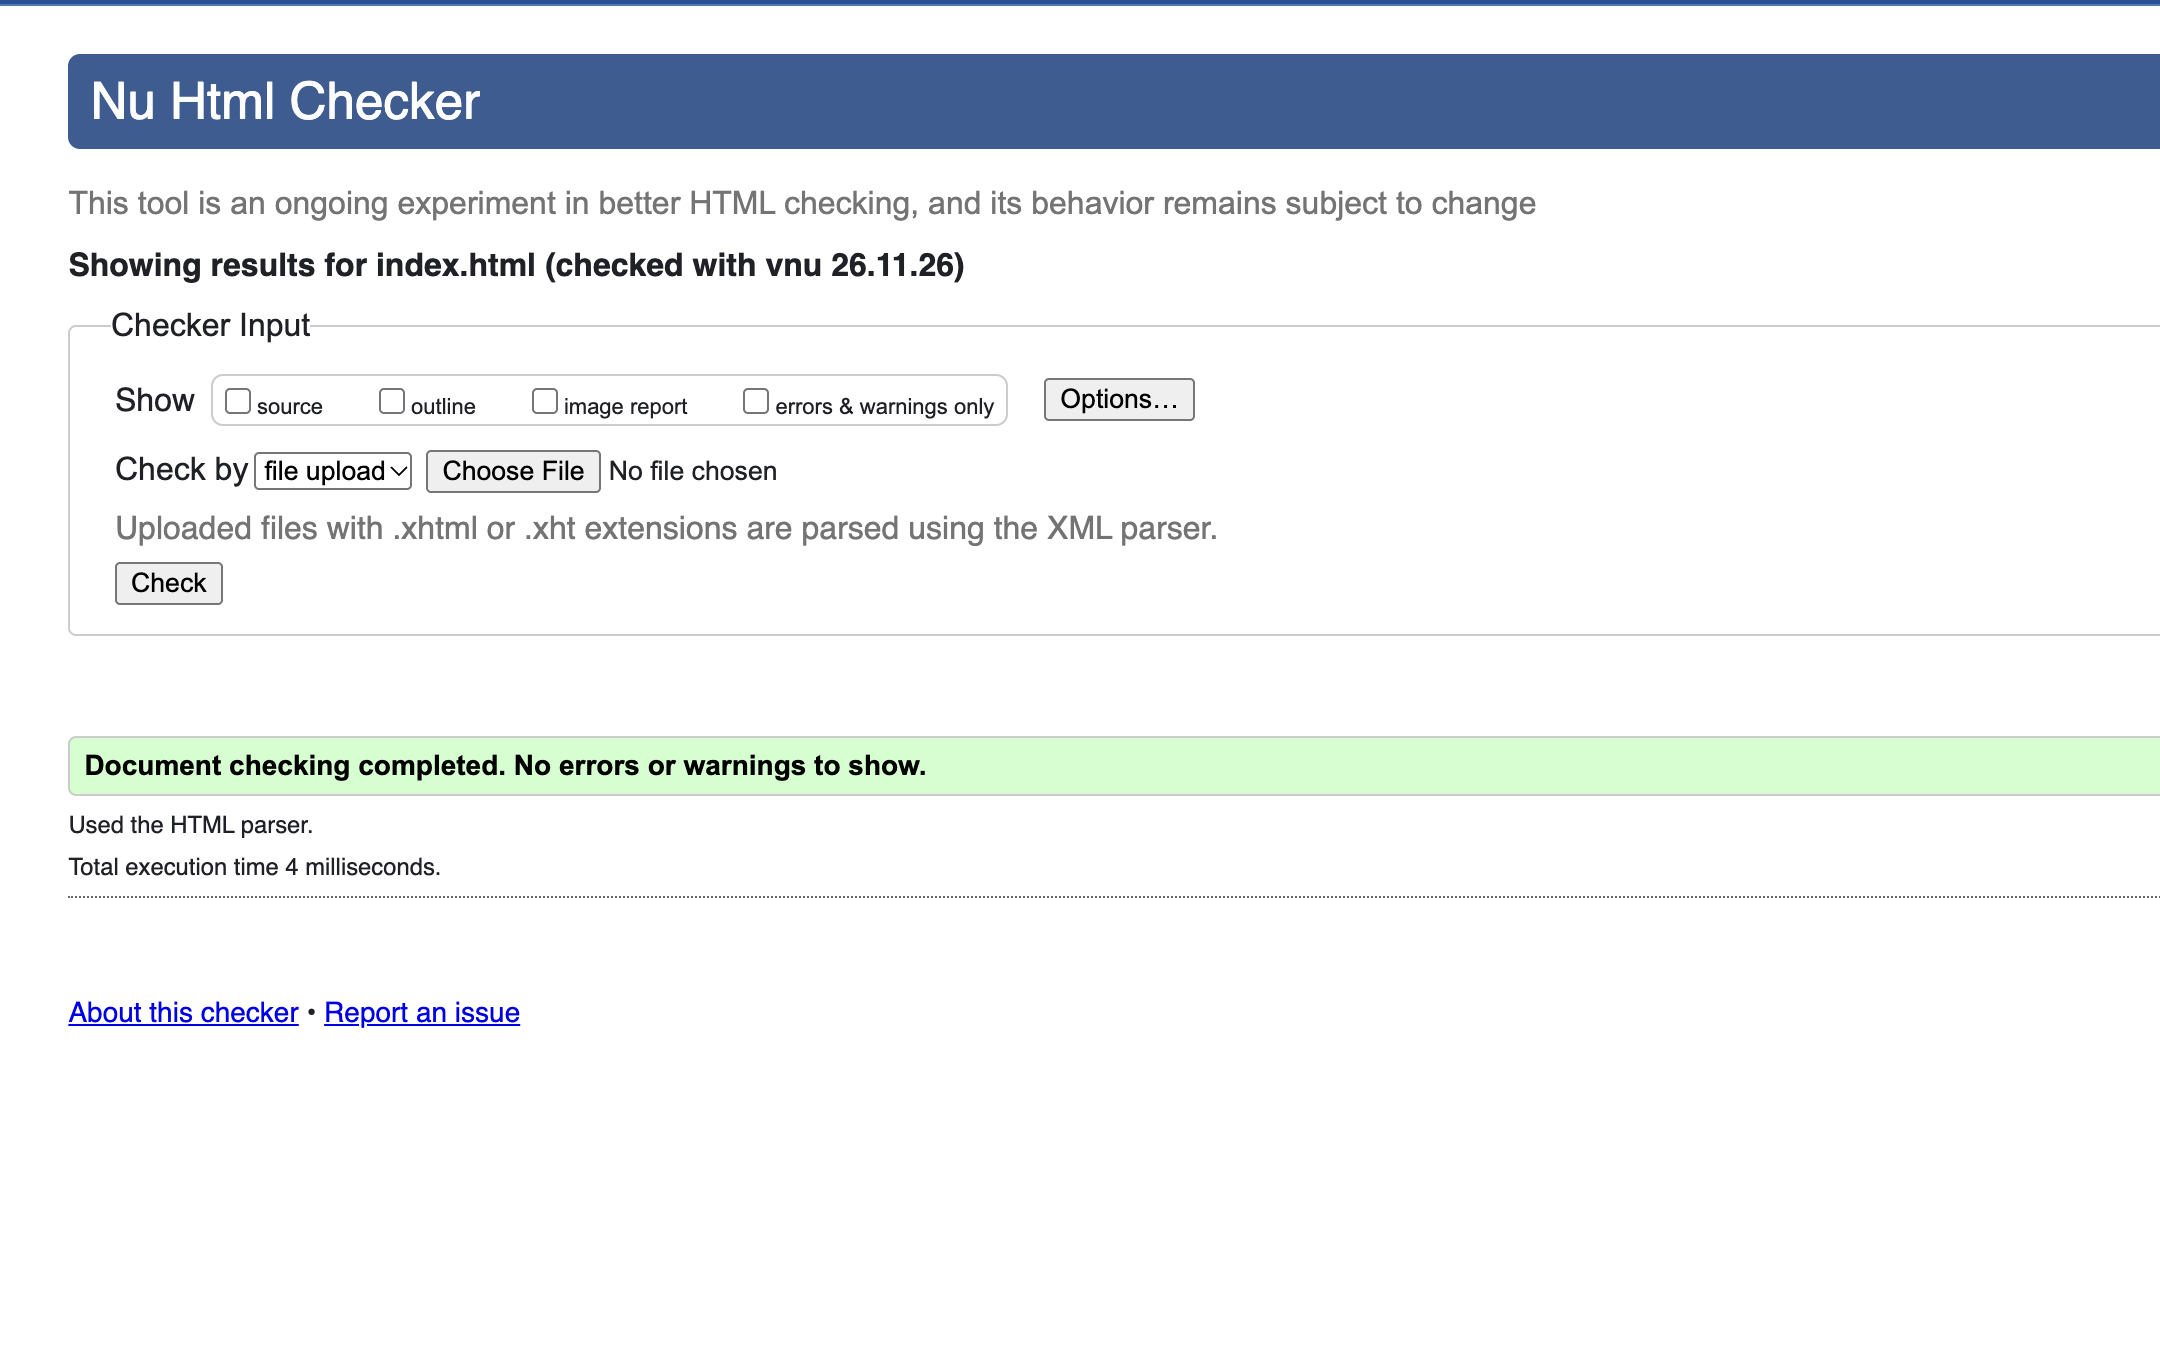 Nu Html Checker
This tool is an ongoing experiment in better HTML checking, and its behavior remains subject to change
Showing results for index.html (checked with vnu 26.11.26)
Checker Input
Show source outline image report errors & warnings only Options…
Check by file upload Choose File No file chosen
Uploaded files with .xhtml or .xht extensions are parsed using the XML parser.
Check
Document checking completed. No errors or warnings to show.
Used the HTML parser.
Total execution time 4 milliseconds.
About this checker • Report an issue